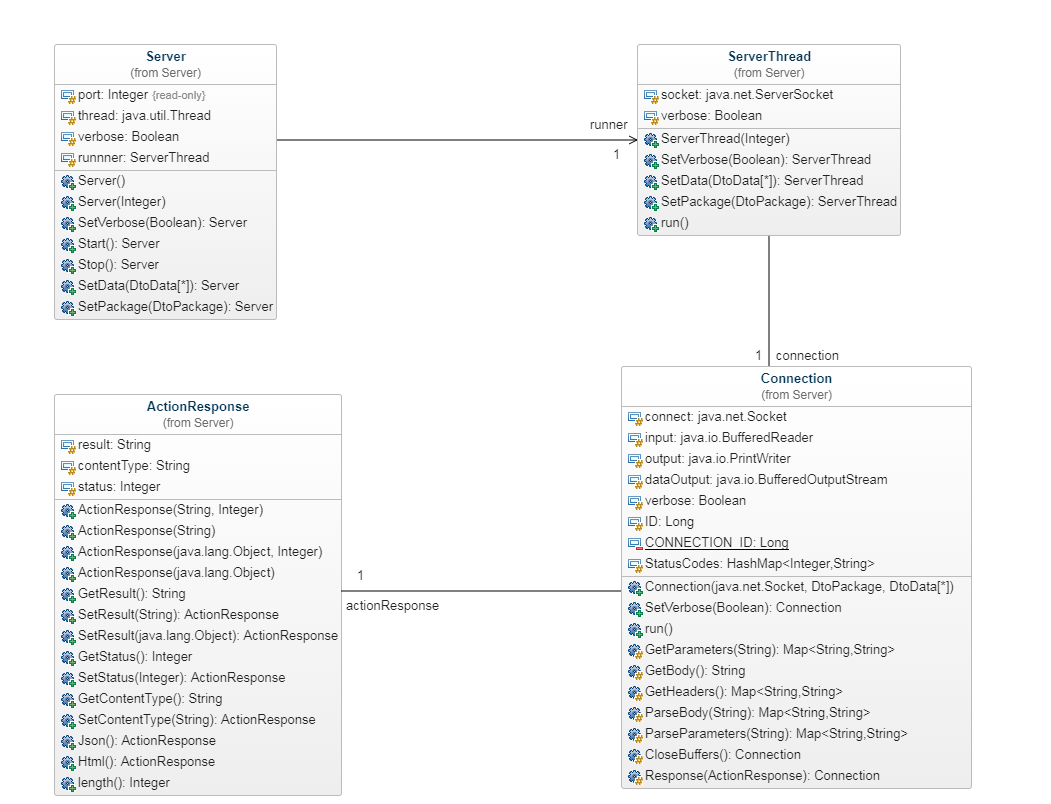 Server
(from Server)
port: Integer {read-only}
thread: java.util.Thread
verbose: Boolean
runnner: ServerThread
Server()
Server(Integer)
SetVerbose(Boolean): Server
Start(): Server
Stop(): Server
SetData(DtoData[*]): Server
SetPackage(DtoPackage): Server
runner
1
ServerThread
(from Server)
socket: java.net.ServerSocket
verbose: Boolean
ServerThread(Integer)
SetVerbose(Boolean): ServerThread
SetData(DtoData[*]): ServerThread
SetPackage(DtoPackage): ServerThread
run()
1 connection
ActionResponse
(from Server)
result: String
contentType: String
status: Integer
ActionResponse(String, Integer)
ActionResponse(String)
ActionResponse(java.lang.Object, Integer)
ActionResponse(java.lang.Object)
GetResult(): String
SetResult(String): ActionResponse
SetResult(java.lang.Object): ActionResponse
GetStatus(): Integer
SetStatus(Integer): ActionResponse
GetContentType(): String
SetContentType(String): ActionResponse
Json(): ActionResponse
Html(): ActionResponse
length(): Integer
1
actionResponse
Connection
(from Server)
connect: java.net.Socket
input: java.io.BufferedReader
output: java.io.PrintWriter
dataOutput: java.io.BufferedOutputStream
verbose: Boolean
ID: Long
CONNECTION_ID: Long
StatusCodes: HashMap<Integer,String>
Connection(java.net.Socket, DtoPackage, DtoData[*])
SetVerbose(Boolean): Connection
run()
GetParameters(String): Map<String,String>
GetBody(): String
GetHeaders(): Map<String,String>
ParseBody(String): Map<String,String>
ParseParameters(String): Map<String,String>
CloseBuffers(): Connection
Response(ActionResponse): Connection